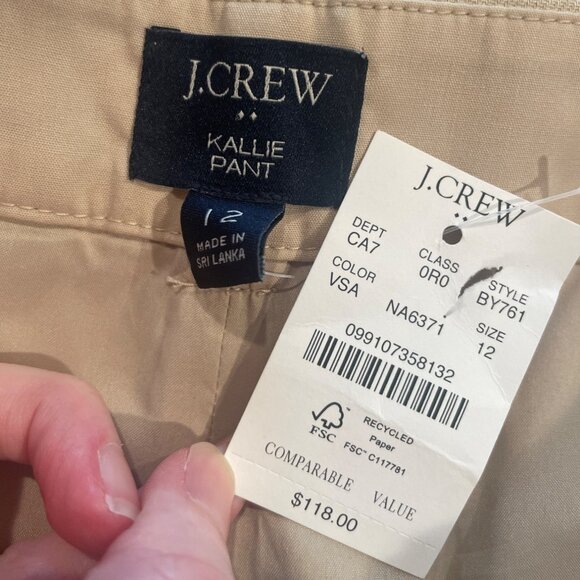 J.CREW
KALLIE
PANT
12
MADE IN
SRI LANKA
J.CREW
DEPT CLASS STYLE
CA7 0R0 BY761
COLOR SIZE
VSA NA6371 12
099107358132
FSC
RECYCLED
Paper
FSC™ C117781
COMPARABLE VALUE
$118.00